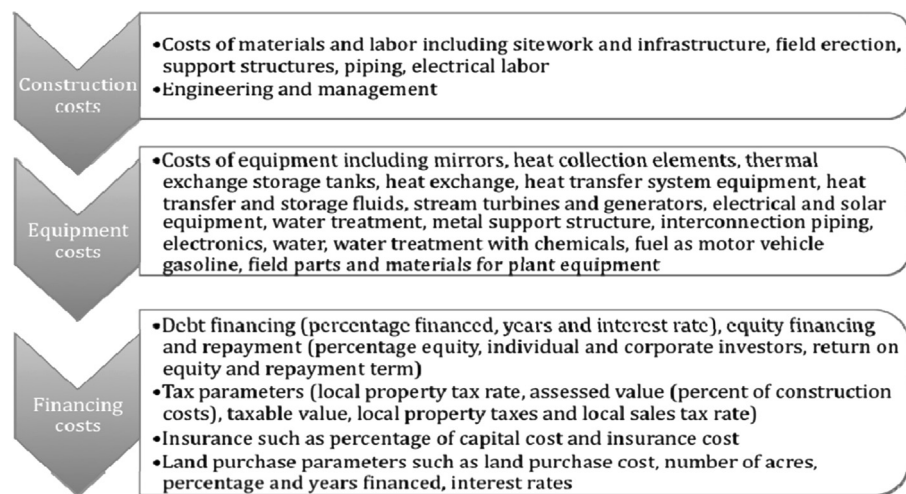 Construction
costs
•Costs of materials and labor including sitework and infrastructure, field erection,
support structures, piping, electrical labor
•Engineering and management
Equipment
costs
•Costs of equipment including mirrors, heat collection elements, thermal
exchange storage tanks, heat exchange, heat transfer system equipment, heat
transfer and storage fluids, stream turbines and generators, electrical and solar
equipment, water treatment, metal support structure, interconnection piping,
electronics, water, water treatment with chemicals, fuel as motor vehicle
gasoline, field parts and materials for plant equipment
Financing
costs
•Debt financing (percentage financed, years and interest rate), equity financing
and repayment (percentage equity, individual and corporate investors, return on
equity and repayment term)
•Tax parameters (local property tax rate, assessed value (percent of construction
costs), taxable value, local property taxes and local sales tax rate)
•Insurance such as percentage of capital cost and insurance cost
•Land purchase parameters such as land purchase cost, number of acres,
percentage and years financed, interest rates